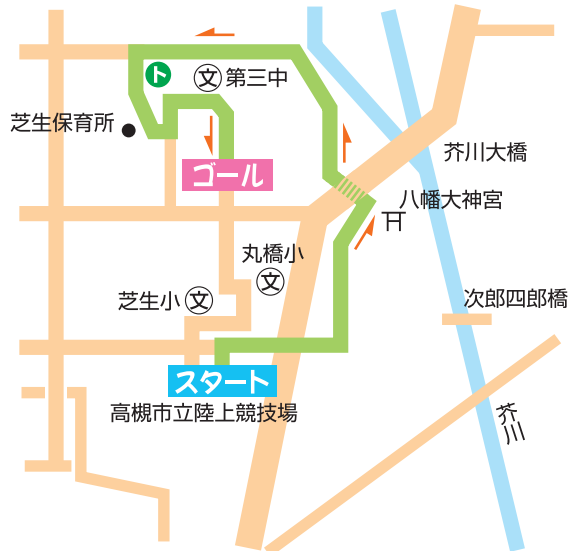 ト
文
第三中
芝生保育所
芥川大橋
ゴール
八幡大神宮
丸橋小
文
芝生小
文
次郎四郎橋
スタート
高槻市立陸上競技場
芥川